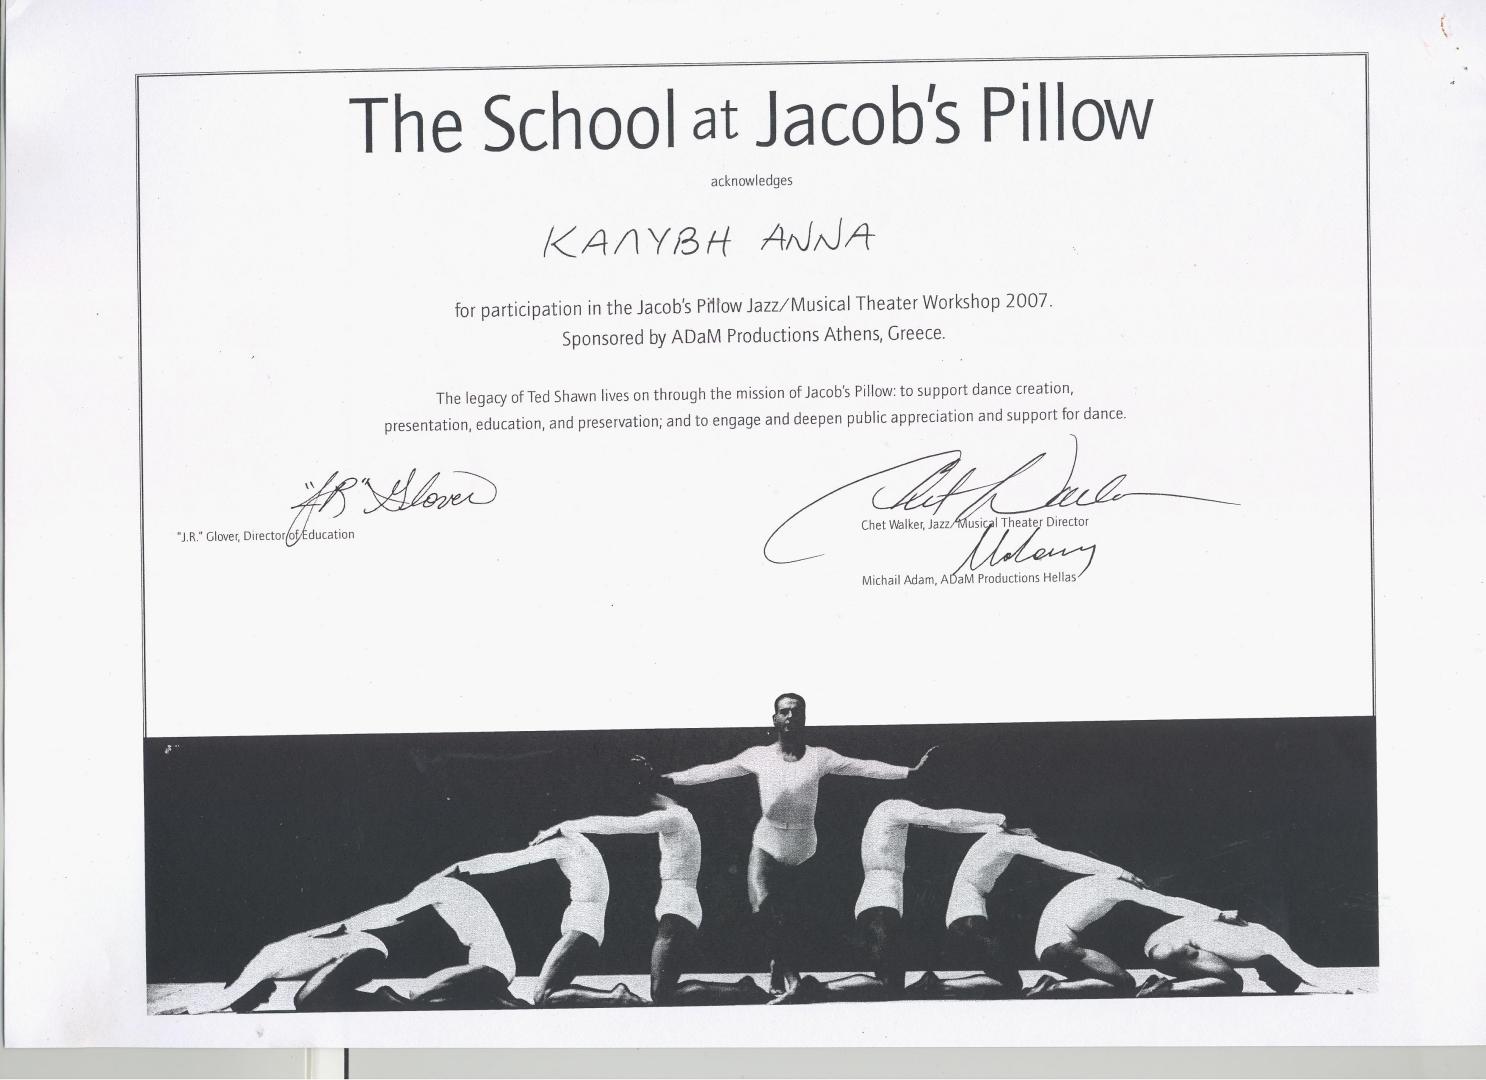 The School at Jacob's Pillow
acknowledges
ΚΑΛΥΒΗ ΑΝΝΑ
for participation in the Jacob's Pillow Jazz/Musical Theater Workshop 2007.
Sponsored by ADaM Productions Athens, Greece.
The legacy of Ted Shawn lives on through the mission of Jacob's Pillow: to support dance creation,
presentation, education, and preservation; and to engage and deepen public appreciation and support for dance.
"JR" Glover
"J.R." Glover, Director of Education
Chet Walker
Chet Walker, Jazz/Musical Theater Director
Michail Adam, ADaM Productions Hellas